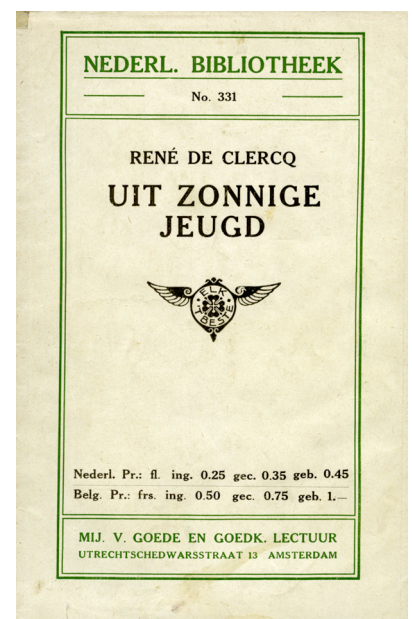 NEDERL. BIBLIOTHEEK
No. 331
RENÉ DE CLERCQ
UIT ZONNIGE
JEUGD
ELK
'T BESTE
Nederl. Pr.: fl. ing. 0.25 gec. 0.35 geb. 0.45
Belg. Pr.: frs. ing. 0.50 gec. 0.75 geb. 1.—
MIJ. V. GOEDE EN GOEDK. LECTUUR
UTRECHTSCHEDWARSSTRAAT 13 AMSTERDAM